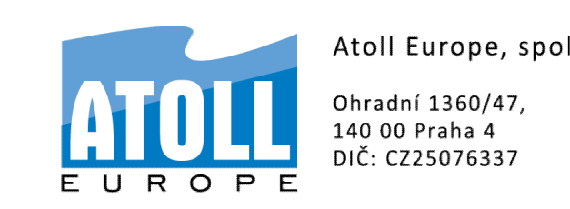 ATOLL
EUROPE
Atoll Europe, spol
Ohradní 1360/47,
140 00 Praha 4
DIČ: CZ25076337